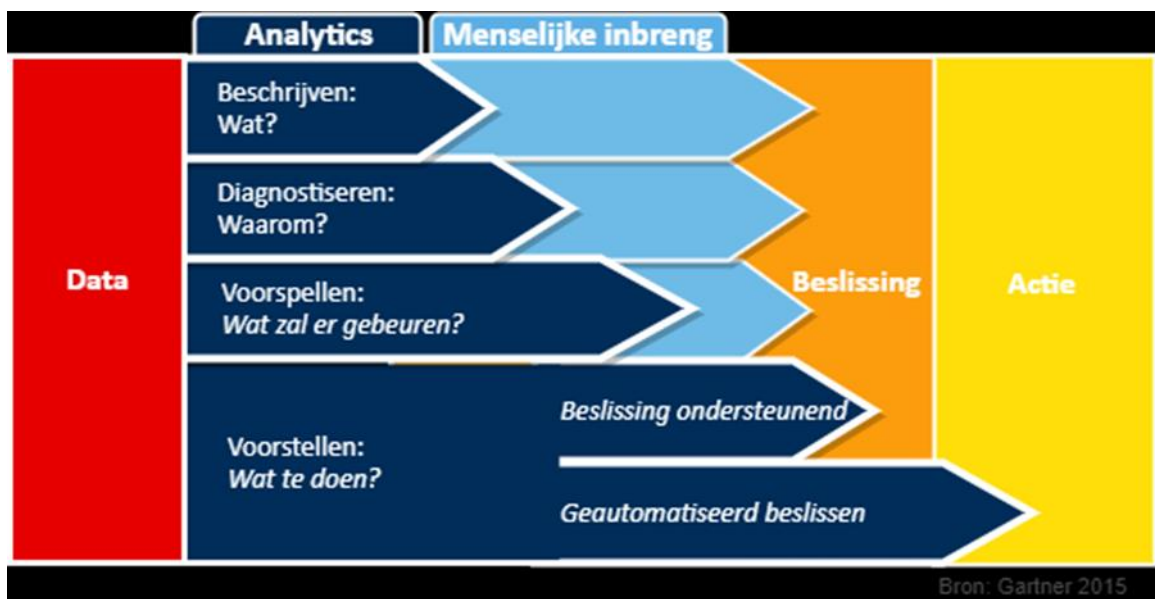 Analytics
Menselijke inbreng
Beschrijven:
Wat?
Diagnostiseren:
Waarom?
Data
Voorspellen:
Wat zal er gebeuren?
Beslissing
Actie
Voorstellen:
Wat te doen?
Beslissing ondersteunend
Geautomatiseerd beslissen
Bron: Gartner 2015